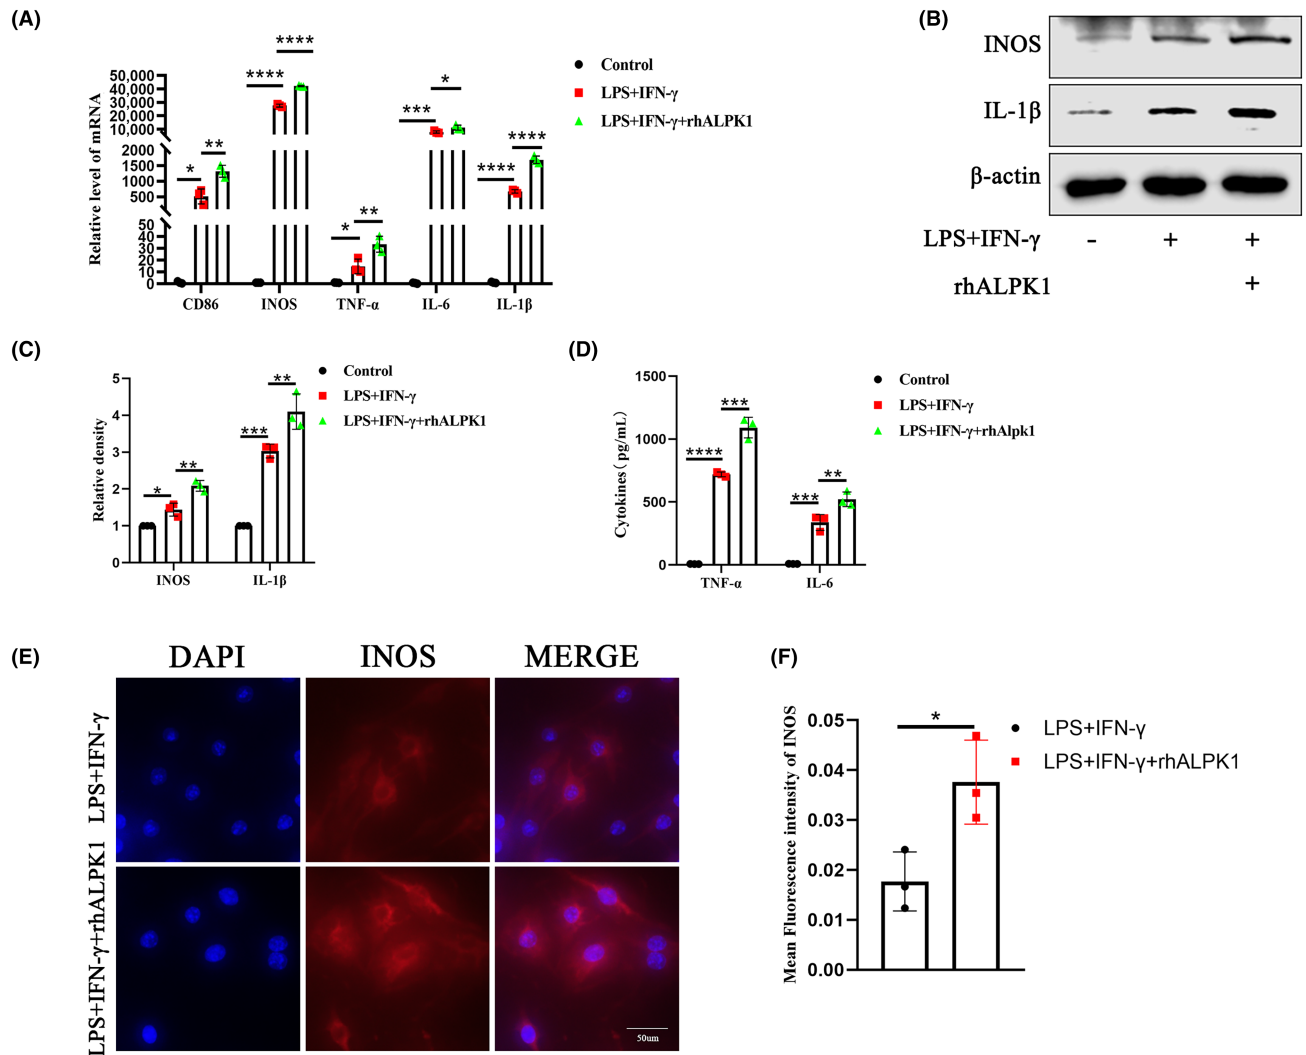 (A)
Relative level of mRNA
50,000
40,000
30,000
20,000
10,000
2000
1500
1000
500
50
40
30
20
10
0
* ** **** **** * ** *** * **** ****
CD86 INOS TNF-α IL-6 IL-1β
Control
LPS+IFN-γ
LPS+IFN-γ+rhALPK1
(B)
INOS
IL-1β
β-actin
LPS+IFN-γ - + +
rhALPK1 +
(C)
Relative density
5
4
3
2
1
0
* ** *** **
INOS IL-1β
Control
LPS+IFN-γ
LPS+IFN-γ+rhALPK1
(D)
Cytokines( pg/mL)
1500
1000
500
0
**** *** *** **
TNF-α IL-6
Control
LPS+IFN-γ
LPS+IFN-γ+rhAlpk1
(E)
DAPI INOS MERGE
LPS+IFN-γ
LPS+IFN-γ+rhALPK1
50um
(F)
Mean Fluorescence intensity of INOS
0.05
0.04
0.03
0.02
0.01
0.00
*
LPS+IFN-γ
LPS+IFN-γ+rhALPK1